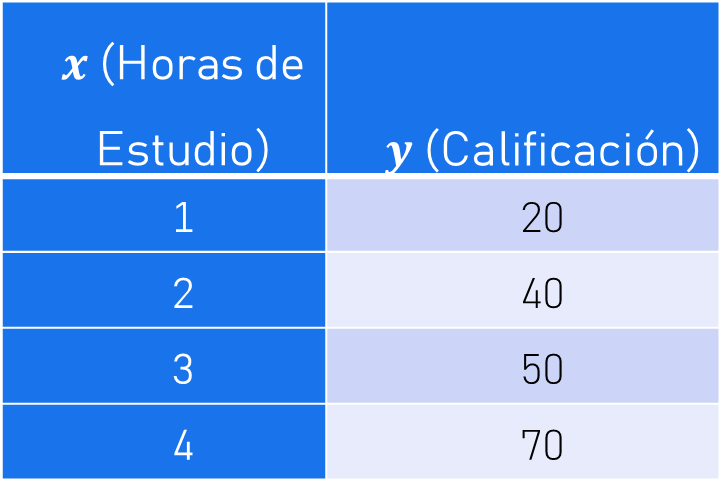 x (Horas de
Estudio) y (Calificación)
1 20
2 40
3 50
4 70